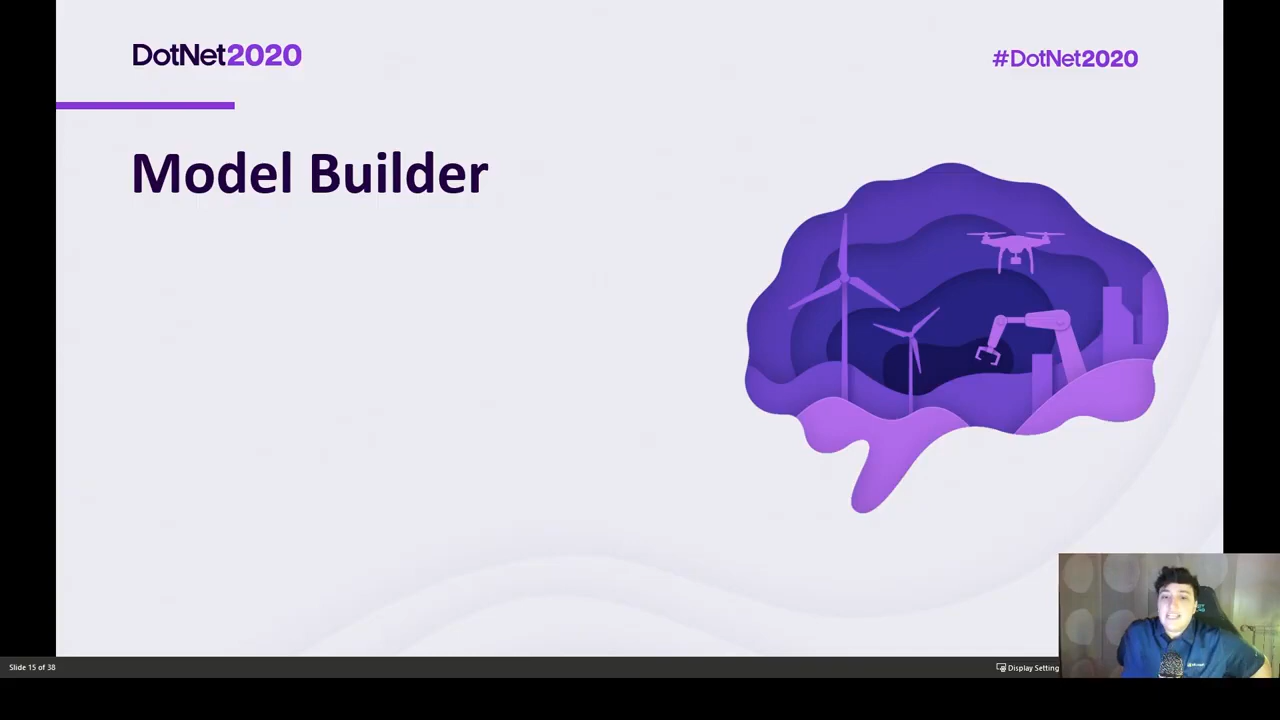 DotNet2020
#DotNet2020
Model Builder
Slide 15 of 38
Display Setting